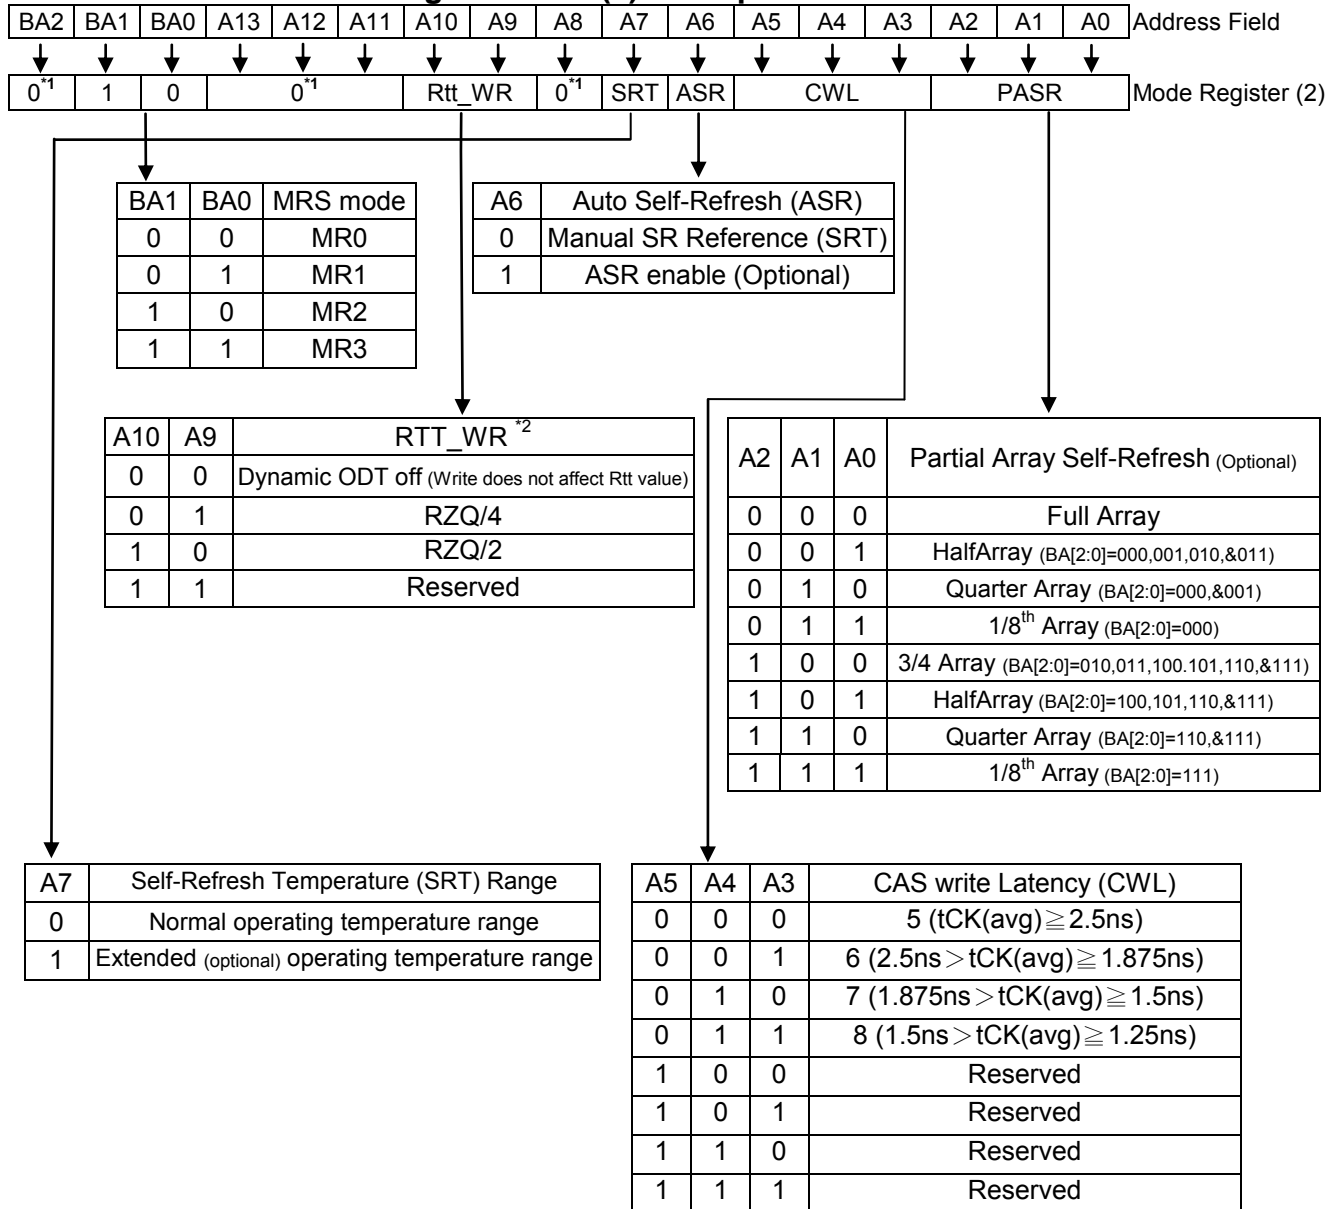 BA2 BA1 BA0 A13 A12 A11 A10 A9 A8 A7 A6 A5 A4 A3 A2 A1 A0 Address Field
0*1 1 0 0*1 Rtt_WR 0*1 SRT ASR CWL PASR Mode Register (2)
BA1 BA0 MRS mode
0 0 MR0
0 1 MR1
1 0 MR2
1 1 MR3
A6 Auto Self-Refresh (ASR)
0 Manual SR Reference (SRT)
1 ASR enable (Optional)
A10 A9 RTT_WR *2
0 0 Dynamic ODT off (Write does not affect Rtt value)
0 1 RZQ/4
1 0 RZQ/2
1 1 Reserved
A2 A1 A0 Partial Array Self-Refresh (Optional)
0 0 0 Full Array
0 0 1 HalfArray (BA[2:0]=000,001,010,&011)
0 1 0 Quarter Array (BA[2:0]=000,&001)
0 1 1 1/8th Array (BA[2:0]=000)
1 0 0 3/4 Array (BA[2:0]=010,011,100.101,110,&111)
1 0 1 HalfArray (BA[2:0]=100,101,110,&111)
1 1 0 Quarter Array (BA[2:0]=110,&111)
1 1 1 1/8th Array (BA[2:0]=111)
A7 Self-Refresh Temperature (SRT) Range
0 Normal operating temperature range
1 Extended (optional) operating temperature range
A5 A4 A3 CAS write Latency (CWL)
0 0 0 5 (tCK(avg)≧2.5ns)
0 0 1 6 (2.5ns>tCK(avg)≧1.875ns)
0 1 0 7 (1.875ns>tCK(avg)≧1.5ns)
0 1 1 8 (1.5ns>tCK(avg)≧1.25ns)
1 0 0 Reserved
1 0 1 Reserved
1 1 0 Reserved
1 1 1 Reserved